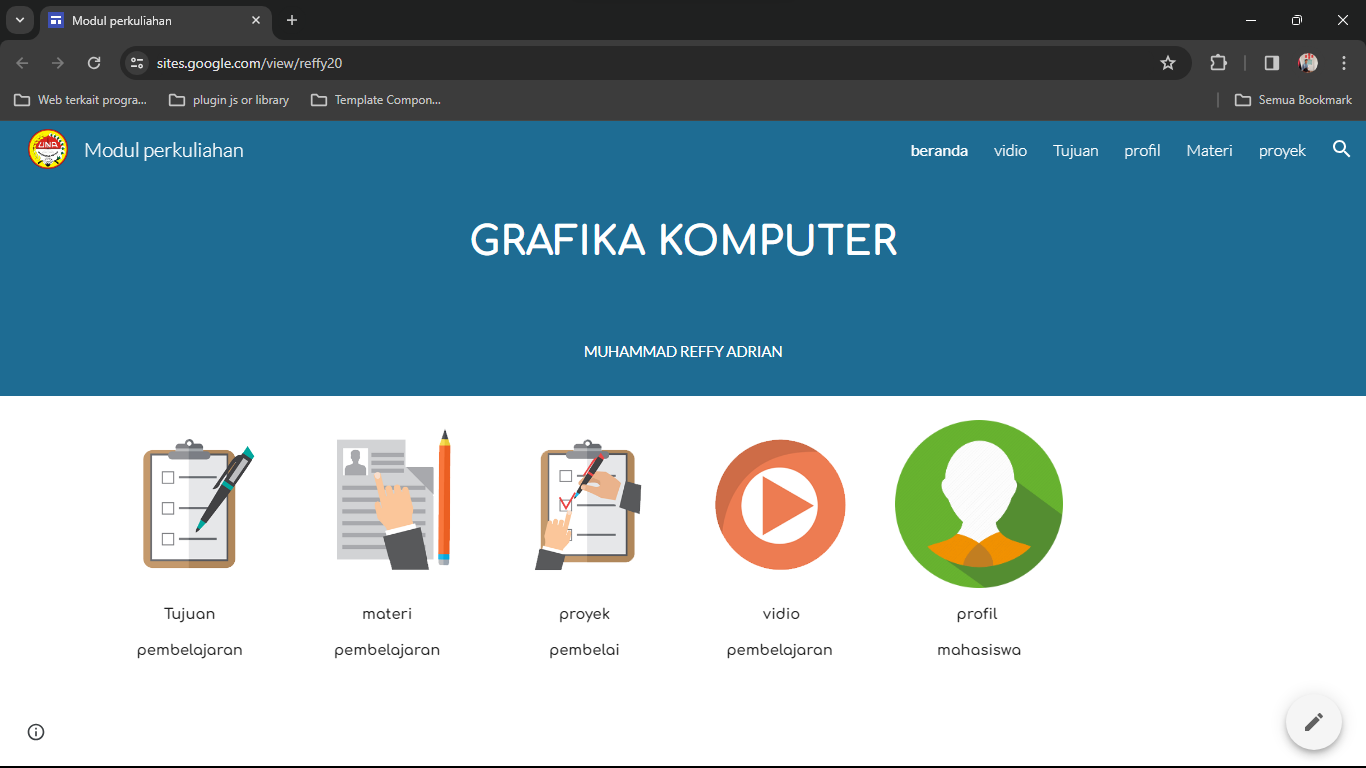 Modul perkuliahan
sites.google.com/view/reffy20
Web terkait progra...
plugin js or library
Template Compon...
Semua Bookmark
UNP
Modul perkuliahan
beranda
vidio
Tujuan
profil
Materi
proyek
GRAFIKA KOMPUTER
MUHAMMAD REFFY ADRIAN
Tujuan
pembelajaran
materi
pembelajaran
proyek
pembelai
vidio
pembelajaran
profil
mahasiswa